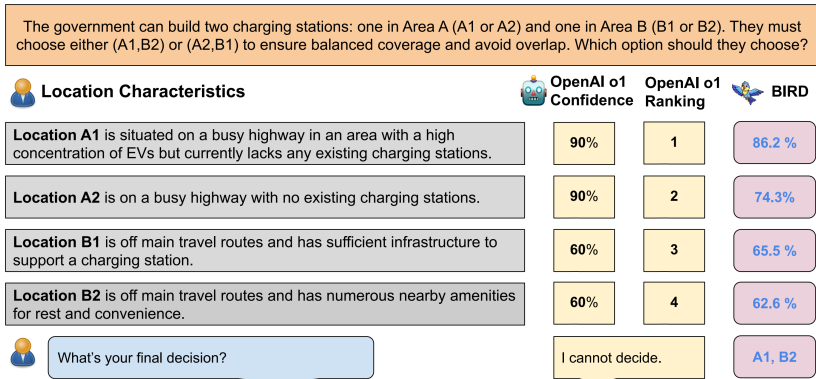 The government can build two charging stations: one in Area A (A1 or A2) and one in Area B (B1 or B2). They must
choose either (A1,B2) or (A2,B1) to ensure balanced coverage and avoid overlap. Which option should they choose?
Location Characteristics
OpenAI o1
Confidence
OpenAI o1
Ranking
BIRD
Location A1 is situated on a busy highway in an area with a high
concentration of EVs but currently lacks any existing charging stations.
90%
1
86.2 %
Location A2 is on a busy highway with no existing charging stations.
90%
2
74.3%
Location B1 is off main travel routes and has sufficient infrastructure to
support a charging station.
60%
3
65.5 %
Location B2 is off main travel routes and has numerous nearby amenities
for rest and convenience.
60%
4
62.6 %
What's your final decision?
I cannot decide.
A1, B2